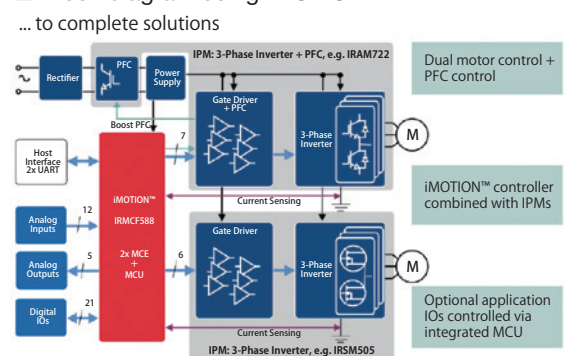 ... to complete solutions
IPM: 3-Phase Inverter + PFC, e.g. IRAM722
Rectifier
PFC
Power
Supply
Gate Driver
+ PFC
3-Phase
Inverter
M
Boost PFC
7
Host
Interface
2x UART
iMOTION™
IRMCF588
2x MCE
+
MCU
Current Sensing
Analog
Inputs
12
Analog
Outputs
5
Digital
IOs
21
6
Gate Driver
3-Phase
Inverter
M
Current Sensing
IPM: 3-Phase Inverter, e.g. IRSM505
Dual motor control +
PFC control
iMOTION™ controller
combined with IPMs
Optional application
IOs controlled via
integrated MCU